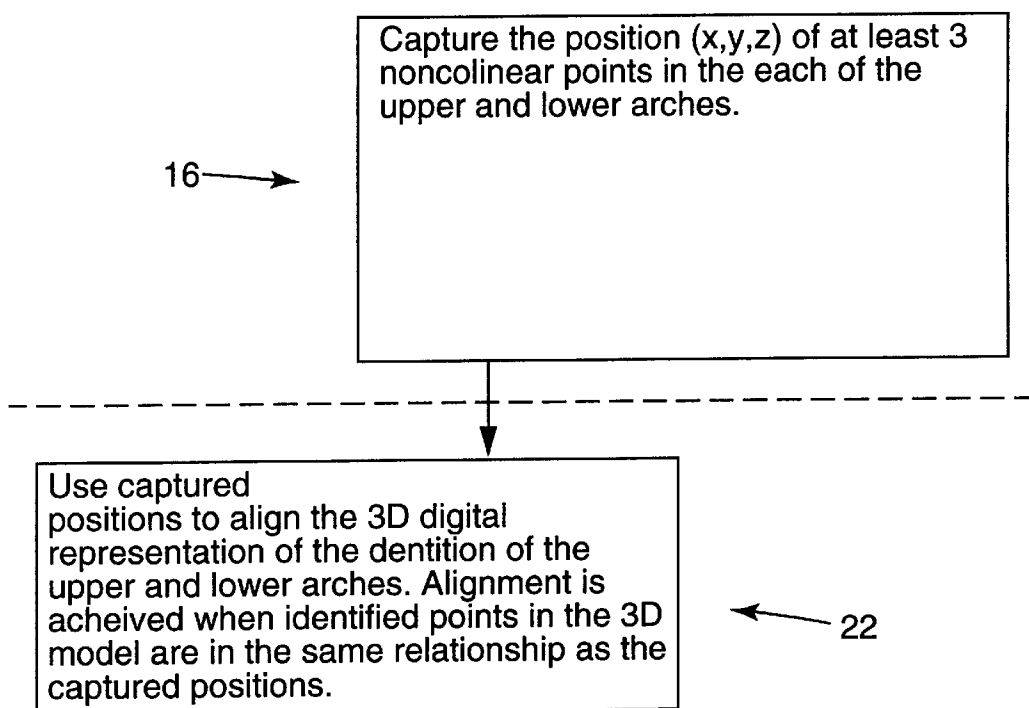 Capture the position (x,y,z) of at least 3
noncolinear points in the each of the
upper and lower arches.
16
Use captured
positions to align the 3D digital
representation of the dentition of the
upper and lower arches. Alignment is
acheived when identified points in the 3D
model are in the same relationship as the
captured positions.
22